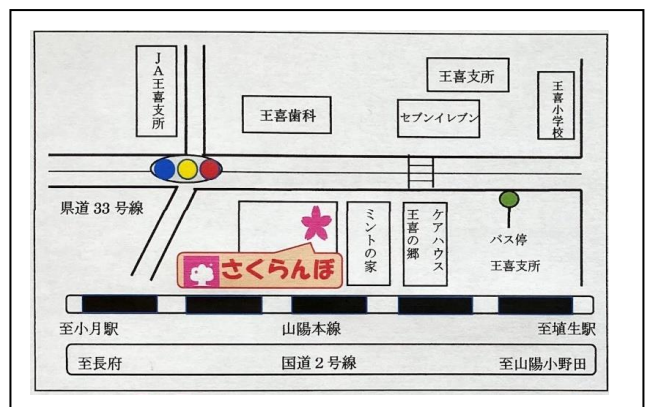 JA王喜支所
王喜歯科
王喜支所
セブンイレブン
王喜小学校
県道33号線
さくらんぼ
ミントの家
ケアハウス
王喜の郷
バス停
王喜支所
至小月駅
山陽本線
至埴生駅
至長府
国道2号線
至山陽小野田